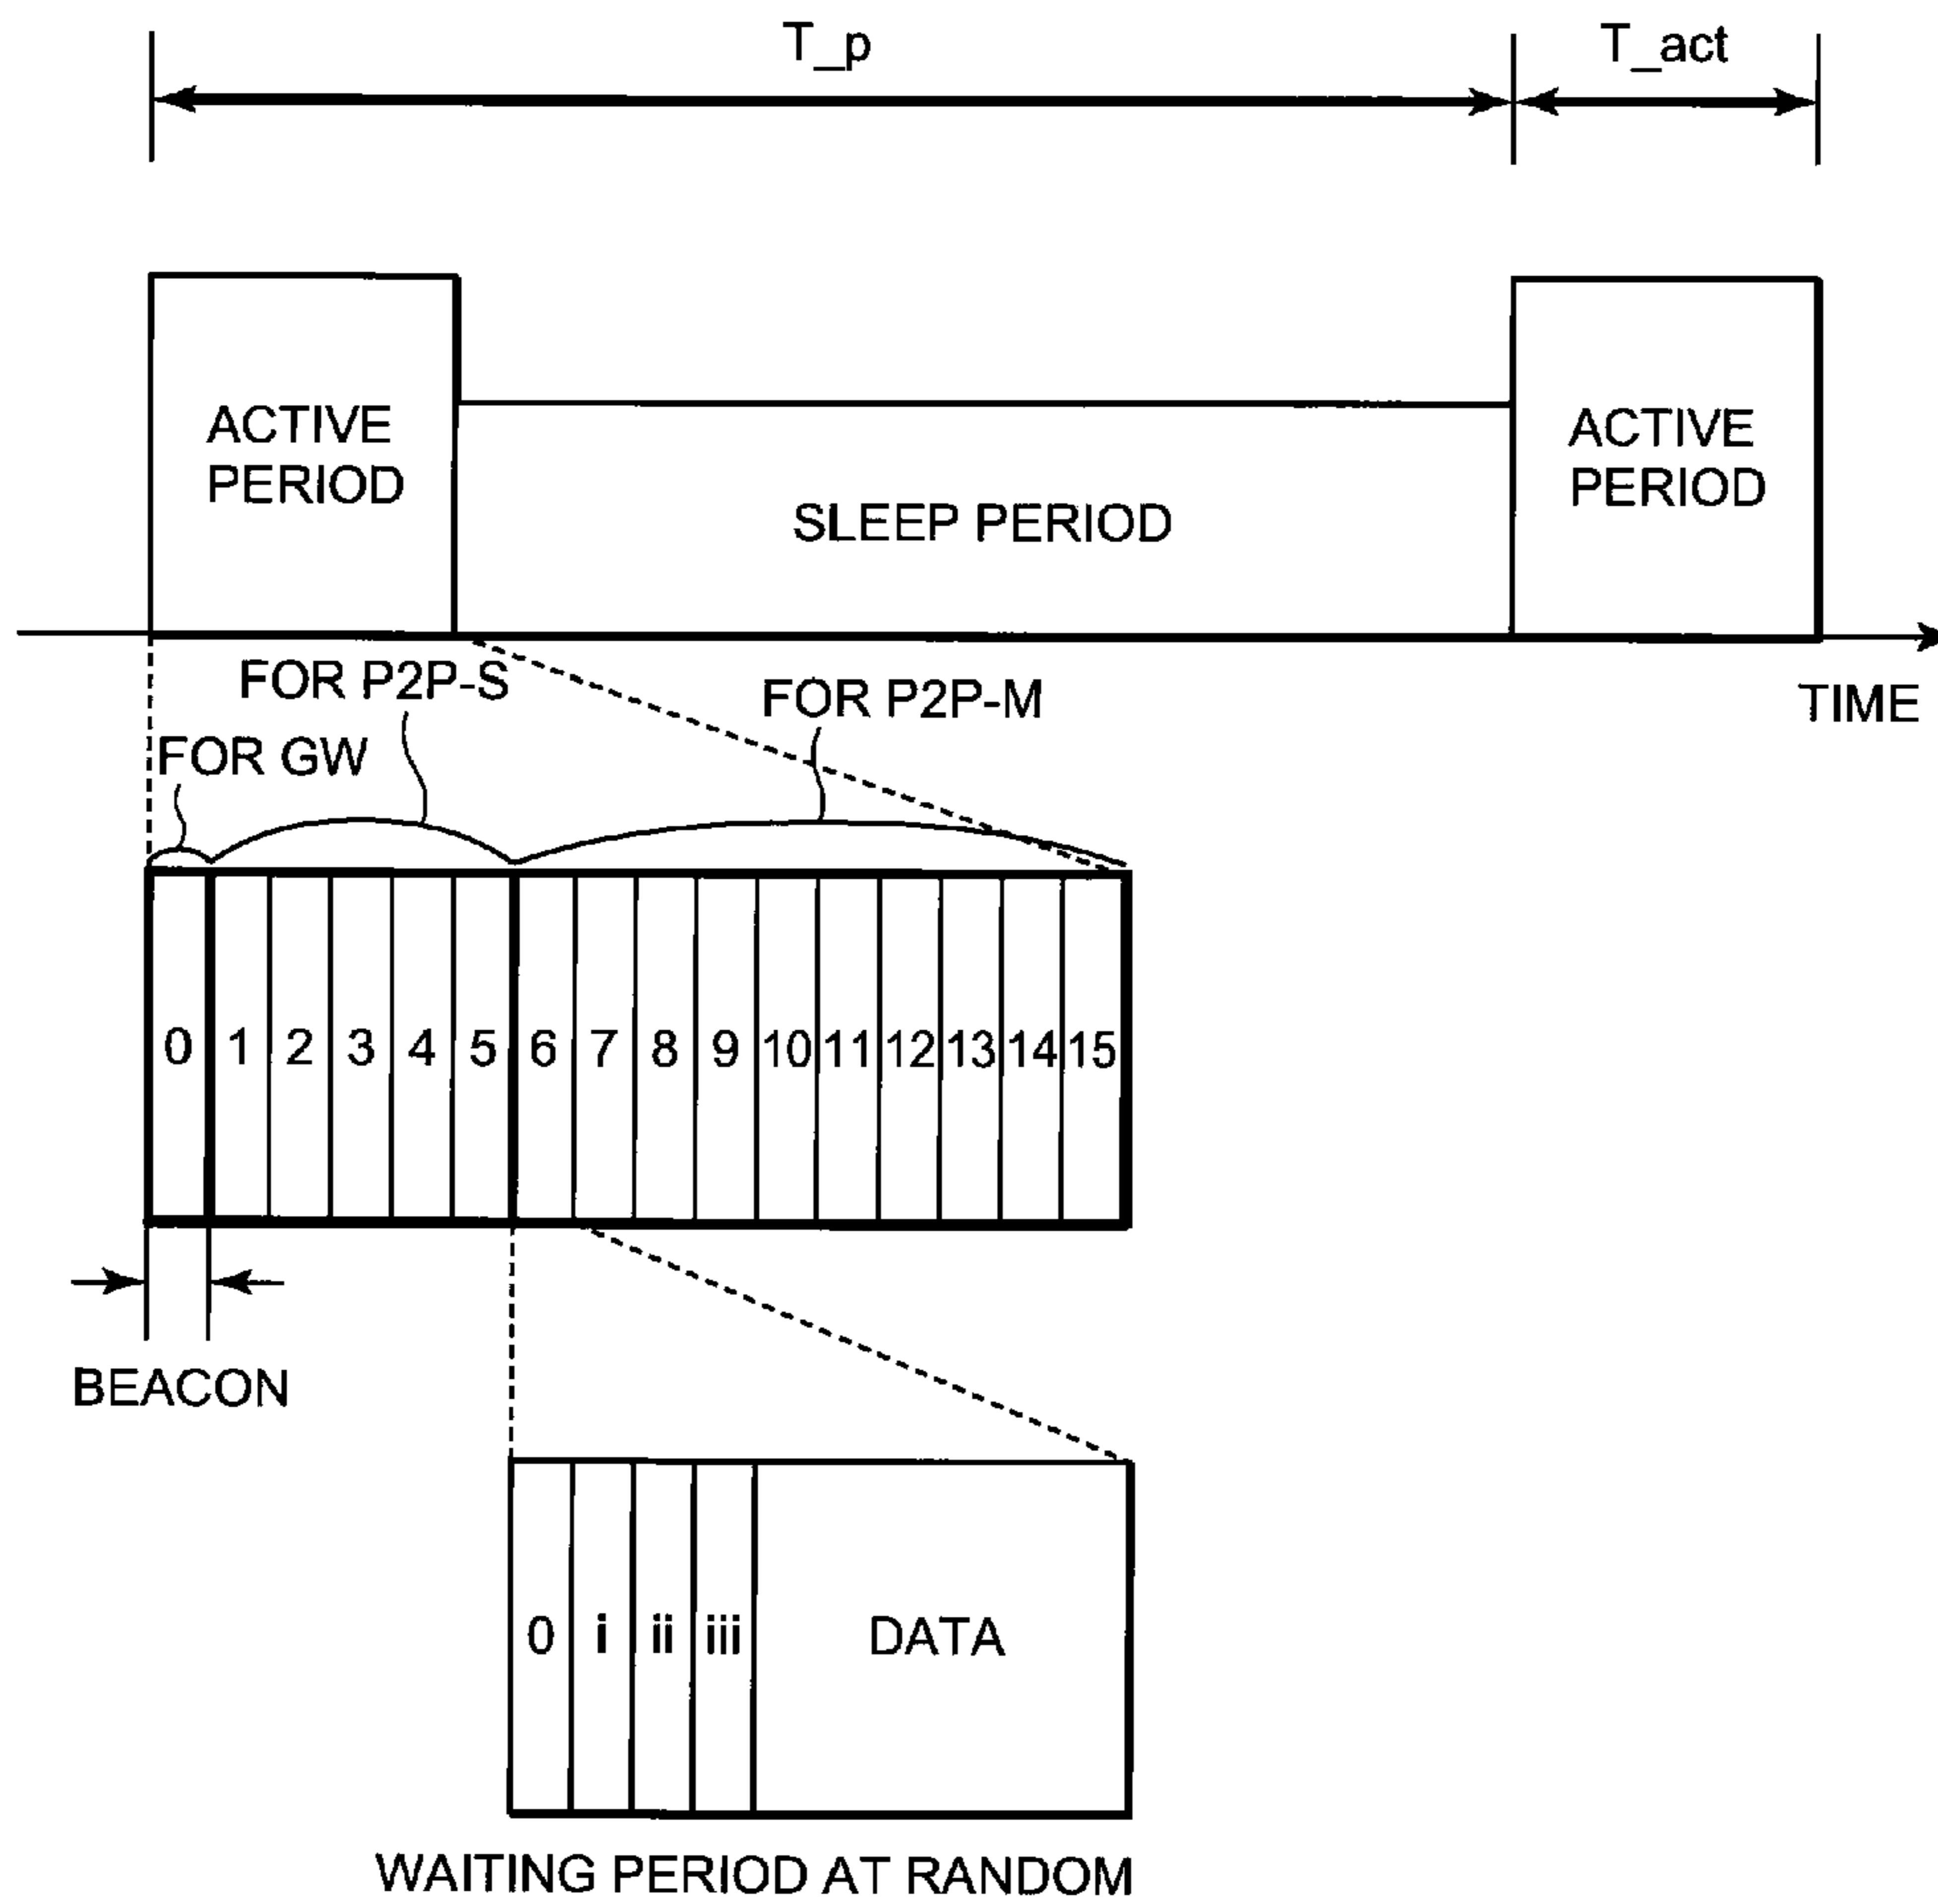 T_p
T_act
ACTIVE
PERIOD
SLEEP PERIOD
ACTIVE
PERIOD
TIME
FOR P2P-S
FOR P2P-M
FOR GW
0 1 2 3 4 5 6 7 8 9 10 11 12 13 14 15
BEACON
0 i ii iii DATA
WAITING PERIOD AT RANDOM